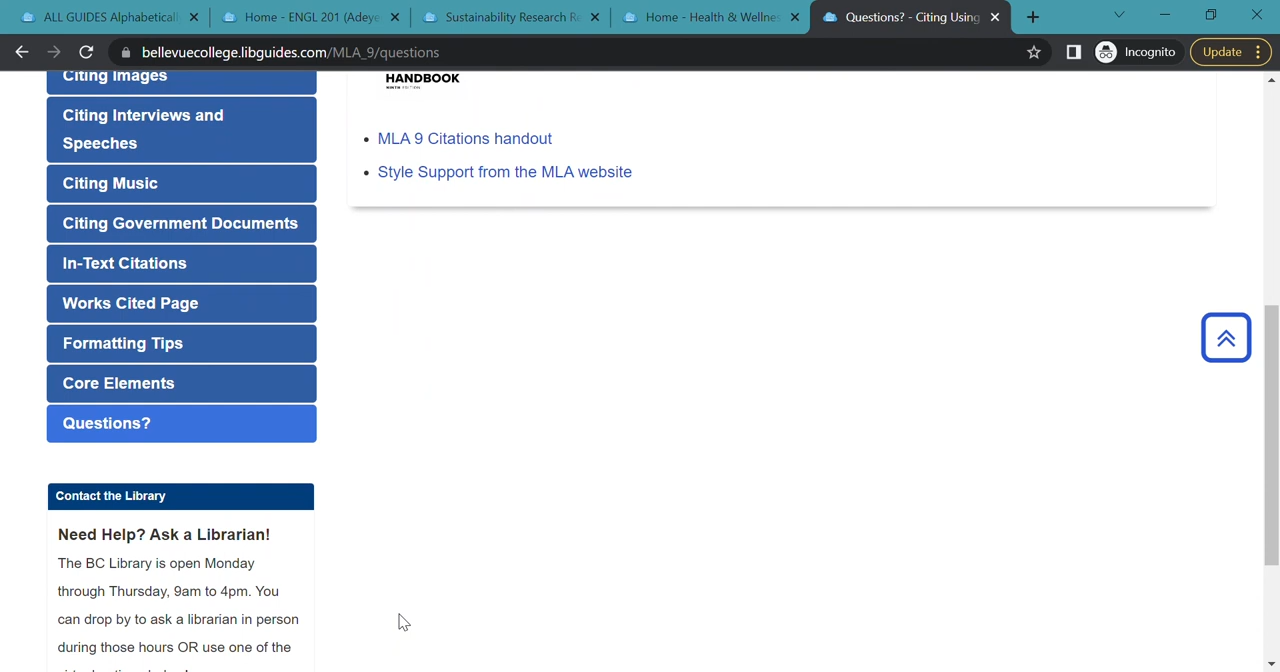 ALL GUIDES Alphabeticall
Home - ENGL 201 (Adeye
Sustainability Research Re
Home - Health & Wellnes
Questions? - Citing Using
bellevuecollege.libguides.com/MLA_9/questions
Incognito
Update
Citing Images
Citing Interviews and
Speeches
Citing Music
Citing Government Documents
In-Text Citations
Works Cited Page
Formatting Tips
Core Elements
Questions?
HANDBOOK
NINTH EDITION
MLA 9 Citations handout
Style Support from the MLA website
Contact the Library
Need Help? Ask a Librarian!
The BC Library is open Monday
through Thursday, 9am to 4pm. You
can drop by to ask a librarian in person
during those hours OR use one of the